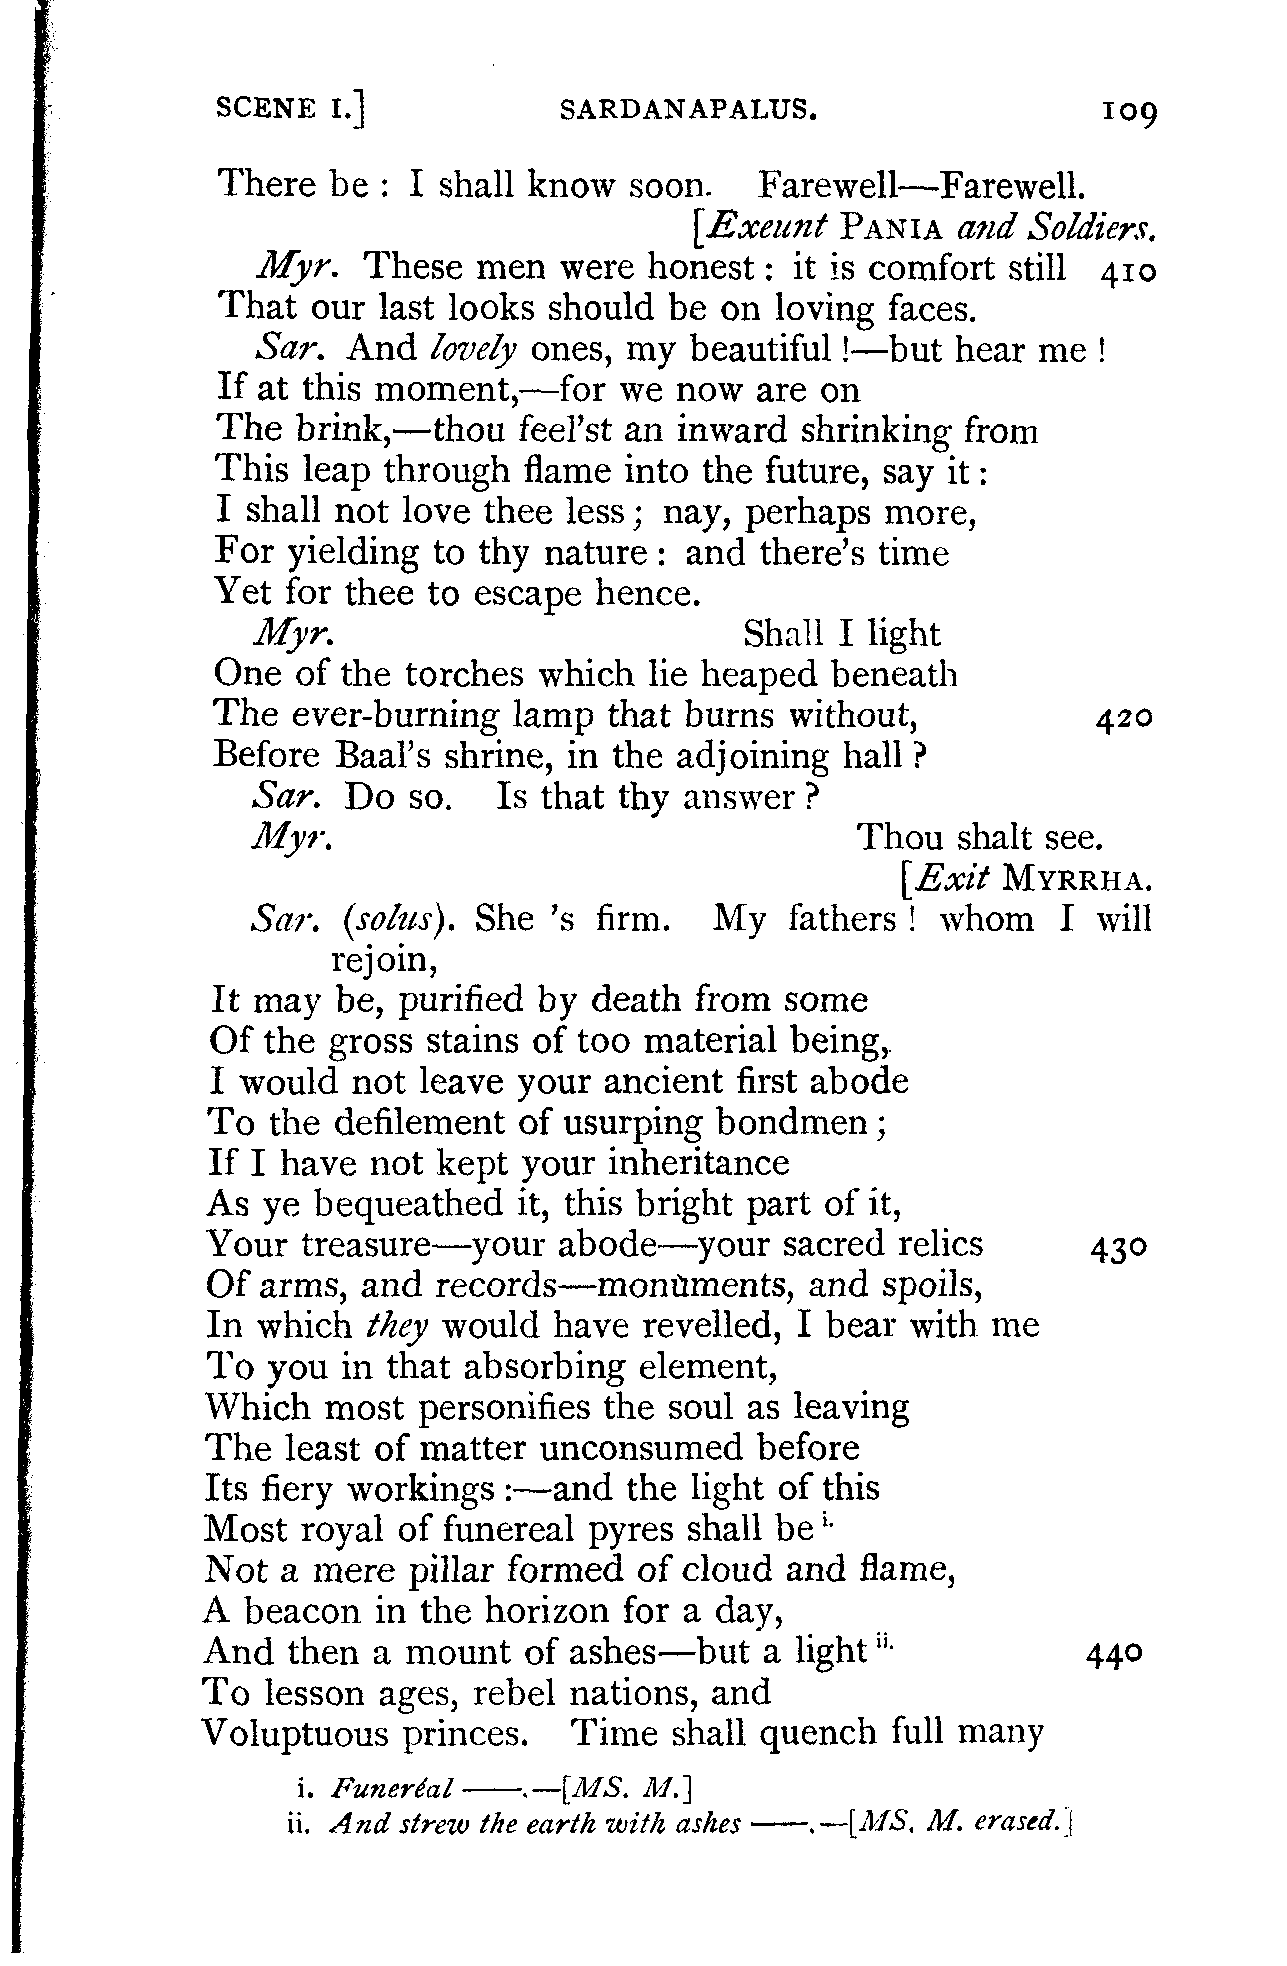 SCENE I.] SARDANAPALUS. 109
There be : I shall know soon. Farewell—Farewell.
[Exeunt PANIA and Soldiers.
Myr. These men were honest : it is comfort still 410
That our last looks should be on loving faces.
Sar. And lovely ones, my beautiful !—but hear me !
If at this moment,—for we now are on
The brink,—thou feel'st an inward shrinking from
This leap through flame into the future, say it :
I shall not love thee less ; nay, perhaps more,
For yielding to thy nature : and there's time
Yet for thee to escape hence.
Myr. Shall I light
One of the torches which lie heaped beneath
The ever-burning lamp that burns without, 420
Before Baal's shrine, in the adjoining hall ?
Sar. Do so. Is that thy answer ?
Myr. Thou shalt see.
[Exit MYRRHA.
Sar. (solus). She 's firm. My fathers ! whom I will
rejoin,
It may be, purified by death from some
Of the gross stains of too material being,
I would not leave your ancient first abode
To the defilement of usurping bondmen ;
If I have not kept your inheritance
As ye bequeathed it, this bright part of it,
Your treasure—your abode—your sacred relics 430
Of arms, and records—monuments, and spoils,
In which they would have revelled, I bear with me
To you in that absorbing element,
Which most personifies the soul as leaving
The least of matter unconsumed before
Its fiery workings :—and the light of this
Most royal of funereal pyres shall be i.
Not a mere pillar formed of cloud and flame,
A beacon in the horizon for a day,
And then a mount of ashes—but a light ii. 440
To lesson ages, rebel nations, and
Voluptuous princes. Time shall quench full many
i. Funeréal ——.—[MS. M.]
ii. And strew the earth with ashes ——.—[MS. M. erased.]